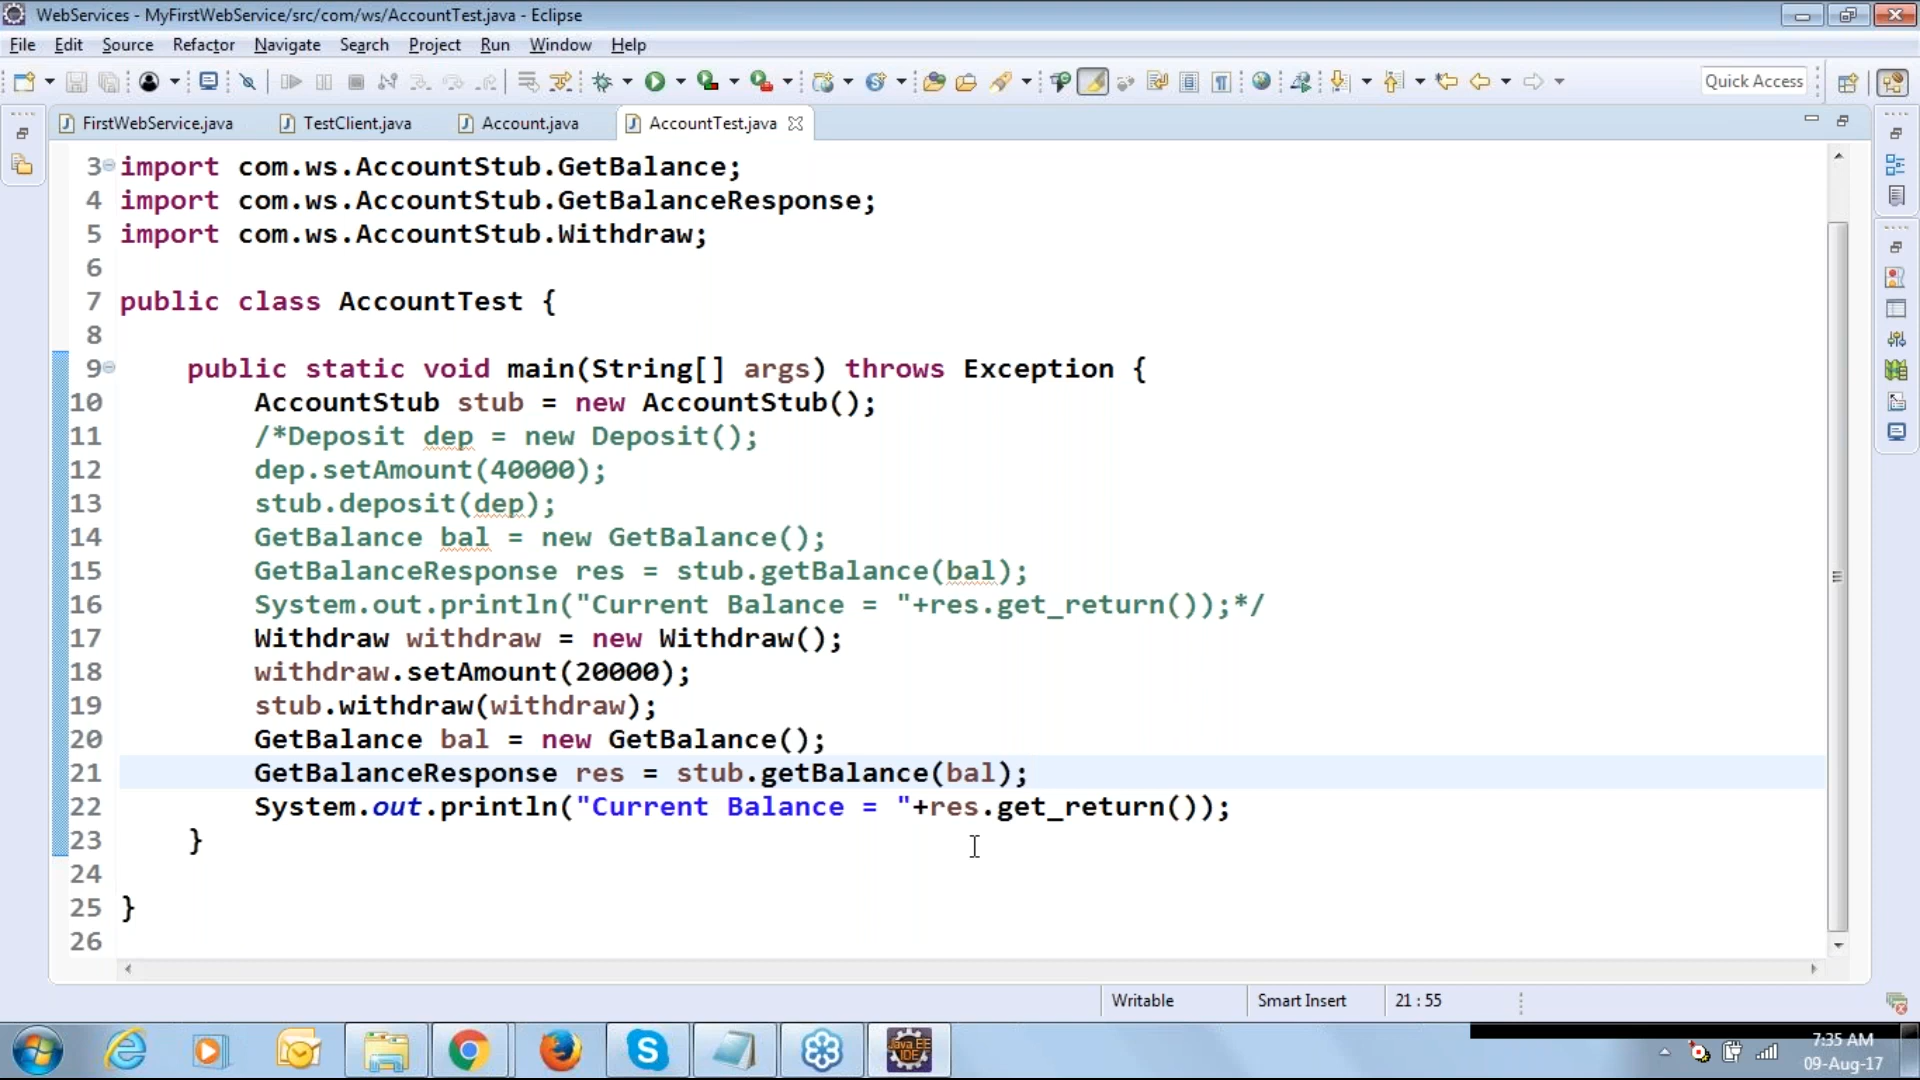 WebServices - MyFirstWebService/src/com/ws/AccountTest.java - Eclipse
File Edit Source Refactor Navigate Search Project Run Window Help
Quick Access
FirstWebService.java TestClient.java Account.java AccountTest.java
3 import com.ws.AccountStub.GetBalance;
4 import com.ws.AccountStub.GetBalanceResponse;
5 import com.ws.AccountStub.Withdraw;
6
7 public class AccountTest {
8
9 public static void main(String[] args) throws Exception {
10 AccountStub stub = new AccountStub();
11 /*Deposit dep = new Deposit();
12 dep.setAmount(40000);
13 stub.deposit(dep);
14 GetBalance bal = new GetBalance();
15 GetBalanceResponse res = stub.getBalance(bal);
16 System.out.println("Current Balance = "+res.get_return());*/
17 Withdraw withdraw = new Withdraw();
18 withdraw.setAmount(20000);
19 stub.withdraw(withdraw);
20 GetBalance bal = new GetBalance();
21 GetBalanceResponse res = stub.getBalance(bal);
22 System.out.println("Current Balance = "+res.get_return());
23 }
24
25 }
26
Writable Smart Insert 21 : 55
Java EE
IDE
7:35 AM
09-Aug-17